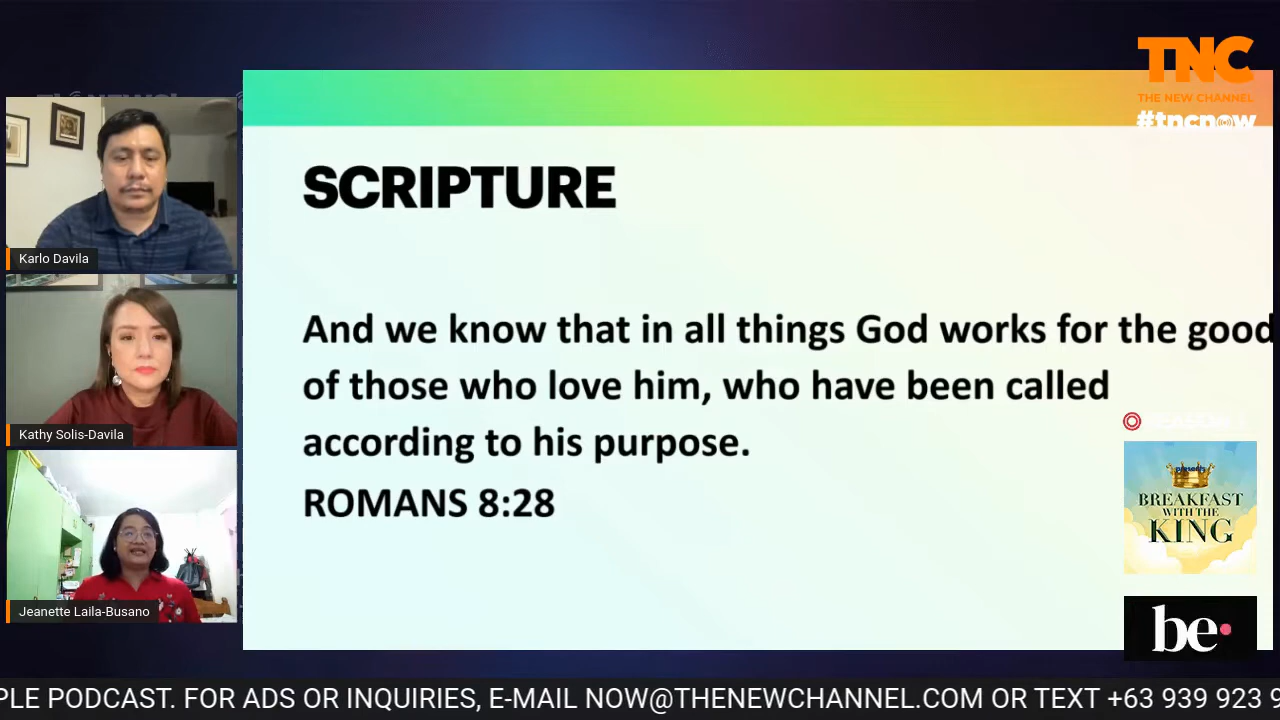 TNC
THE NEW CHANNEL
#tncnow
SCRIPTURE
And we know that in all things God works for the good
of those who love him, who have been called
according to his purpose.
ROMANS 8:28
Karlo Davila
Kathy Solis-Davila
Jeanette Laila-Busano
presents
BREAKFAST
WITH THE
KING
be
PLE PODCAST. FOR ADS OR INQUIRIES, E-MAIL NOW@THENEWCHANNEL.COM OR TEXT +63 939 923 9